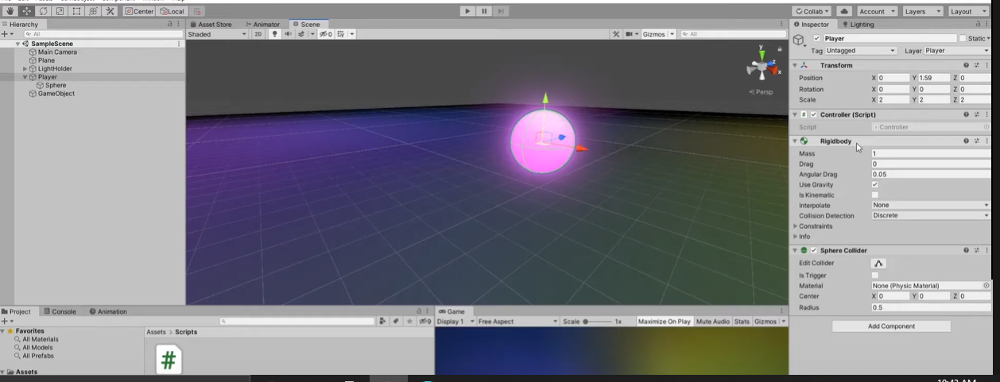 Center Local
Collab Account Layers Layout
Hierarchy
All
SampleScene
Main Camera
Plane
LightHolder
Player
Sphere
GameObject
Asset Store Animator Scene
Shaded 2D 0 Gizmos All
y
z
x
Persp
Inspector Lighting
Player Static
Tag Untagged Layer Player
Transform
Position X 0 Y 1.59 Z 0
Rotation X 0 Y 0 Z 0
Scale X 2 Y 2 Z 2
# Controller (Script)
Script Controller
Rigidbody
Mass 1
Drag 0
Angular Drag 0.05
Use Gravity
Is Kinematic
Interpolate None
Collision Detection Discrete
Constraints
Info
Sphere Collider
Edit Collider
Is Trigger
Material None (Physic Material)
Center X 0 Y 0 Z 0
Radius 0.5
Add Component
Project Console Animation
9
Favorites
All Materials
All Models
All Prefabs
Assets
Assets > Scripts
#
Game
Display 1 Free Aspect Scale 1x Maximize On Play Mute Audio Stats Gizmos